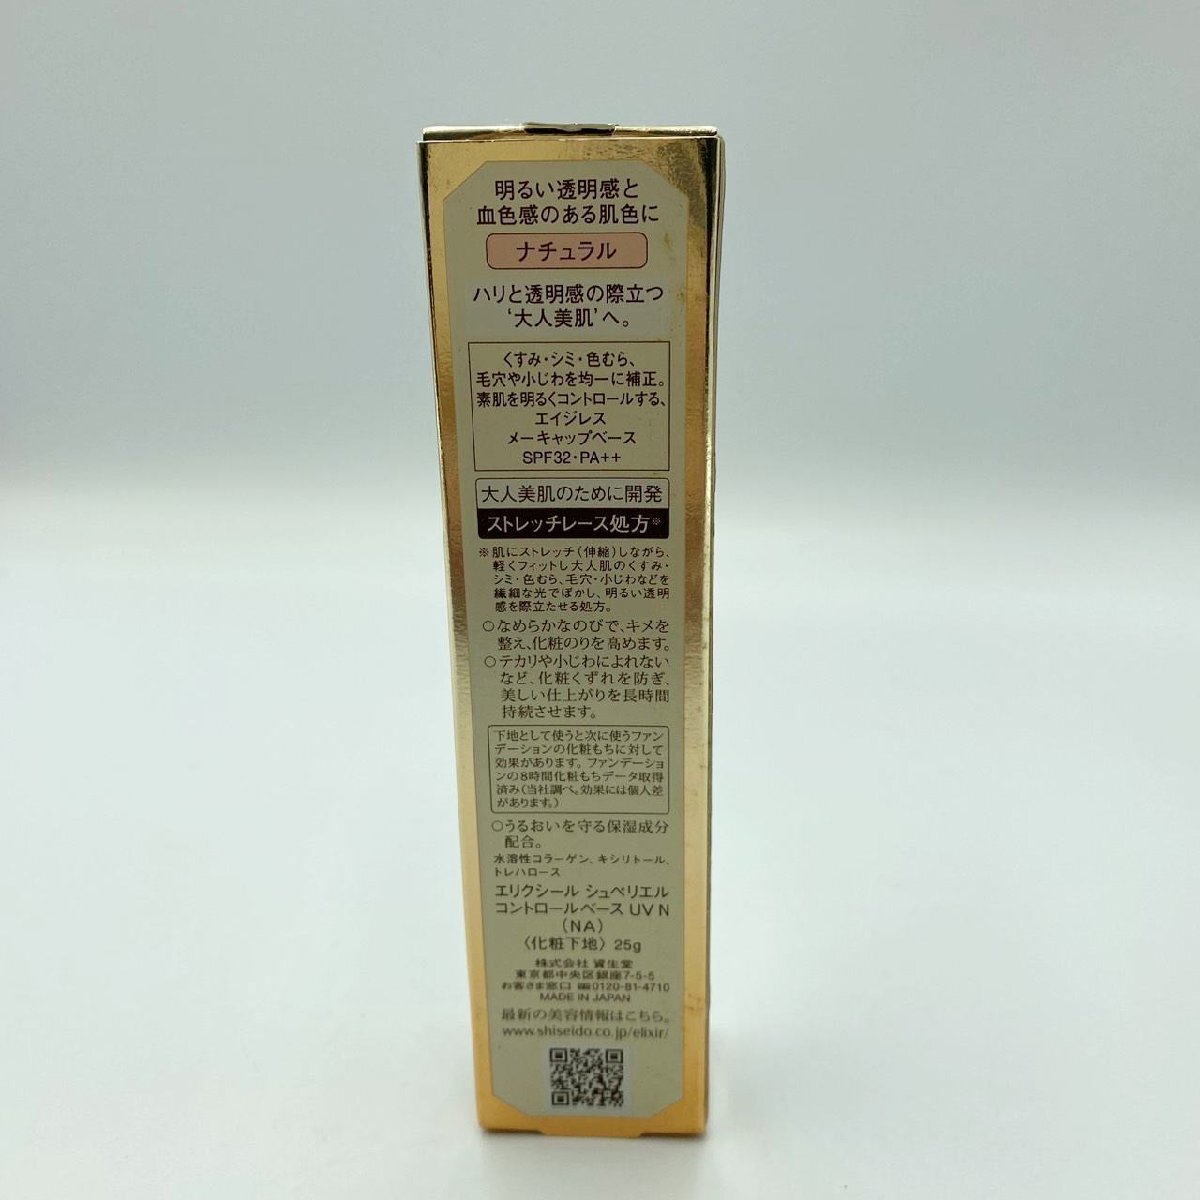 明るい透明感と
血色感のある肌色に
ナチュラル
ハリと透明感の際立つ
‘大人美肌’へ。
くすみ・シミ・色むら、
毛穴や小じわを均一に補正。
素肌を明るくコントロールする、
エイジレス
メーキャップベース
SPF32・PA++
大人美肌のために開発
ストレッチレース処方※
※肌にストレッチ(伸縮)しながら、
軽くフィットし大人肌のくすみ・
シミ・色むら、毛穴・小じわなどを
繊細な光でぼかし、明るい透明
感を際立たせる処方。
○なめらかなのびで、キメを
整え、化粧のりを高めます。
○テカリや小じわによれない
など、化粧くずれを防ぎ、
美しい仕上がりを長時間
持続させます。
下地として使うと次に使うファン
デーションの化粧もちに対して
効果があります。ファンデーショ
ンの8時間化粧もちデータ取得
済み(当社調べ。効果には個人差
があります。)
○うるおいを守る保湿成分
配合。
水溶性コラーゲン、キシリトール、
トレハロース
エリクシール シュペリエル
コントロールベース UV N
(NA)
〈化粧下地〉25g
株式会社 資生堂
東京都中央区銀座7-5-5
お客さま窓口 0120-81-4710
MADE IN JAPAN
最新の美容情報はこちら。
www.shiseido.co.jp/elixir/